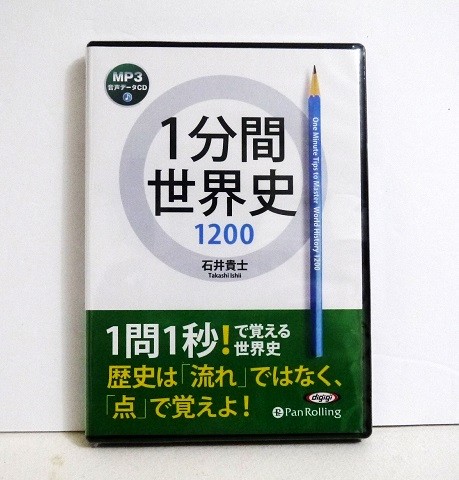 MP3
音声データCD
1分間
世界史
1200
石井貴士
Takashi Ishii
One Minute Tips to Master World History 1200
1問1秒!で覚える
世界史
歴史は「流れ」ではなく、
「点」で覚えよ!
digigi
PanRolling